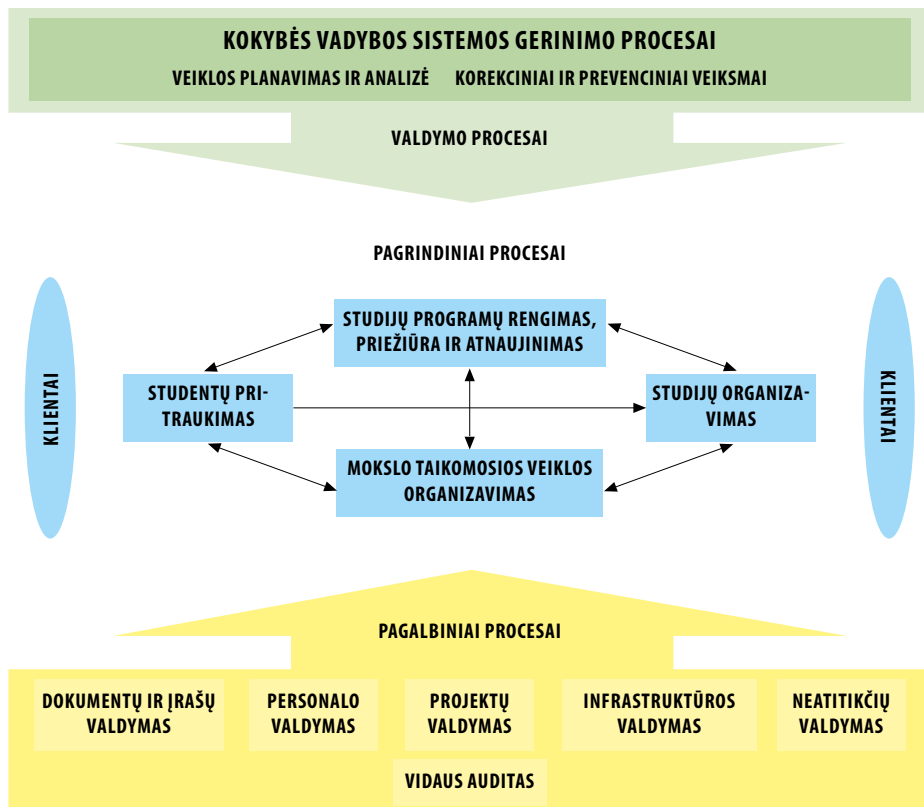 KOKYBĖS VADYBOS SISTEMOS GERINIMO PROCESAI
VEIKLOS PLANAVIMAS IR ANALIZĖ KOREKCINIAI IR PREVENCINIAI VEIKSMAI
VALDYMO PROCESAI
PAGRINDINIAI PROCESAI
KLIENTAI
STUDIJŲ PROGRAMŲ RENGIMAS,
PRIEŽIŪRA IR ATNAUJINIMAS
STUDENTŲ PRI-
TRAUKIMAS
STUDIJŲ ORGANIZA-
VIMAS
MOKSLO TAIKOMOSIOS VEIKLOS
ORGANIZAVIMAS
KLIENTAI
PAGALBINIAI PROCESAI
DOKUMENTŲ IR ĮRAŠŲ
VALDYMAS
PERSONALO
VALDYMAS
PROJEKTŲ
VALDYMAS
INFRASTRUKTŪROS
VALDYMAS
NEATITIKČIŲ
VALDYMAS
VIDAUS AUDITAS